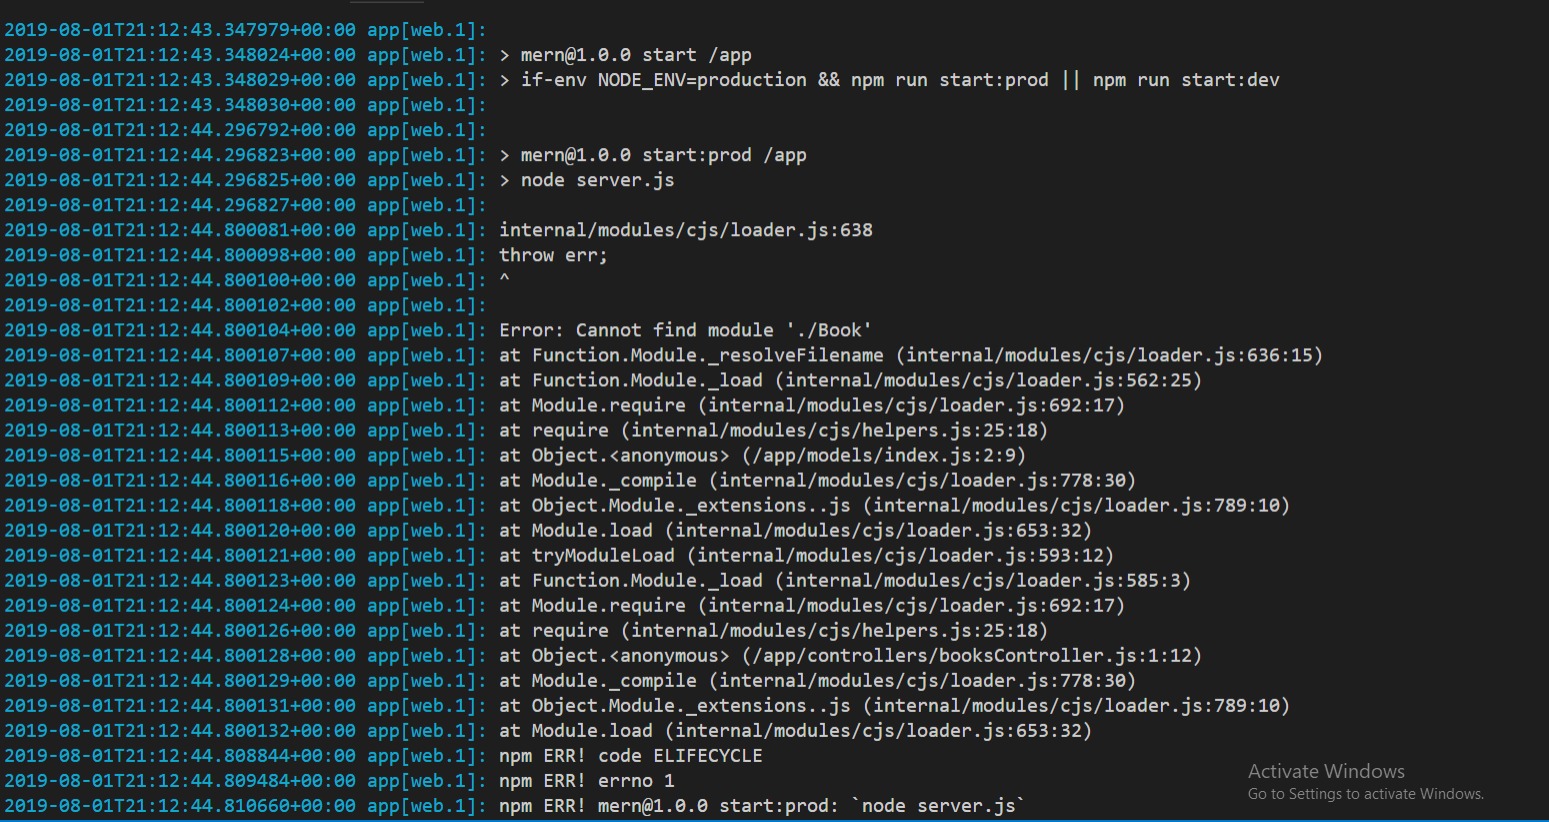 2019-08-01T21:12:43.347979+00:00 app[web.1]:
2019-08-01T21:12:43.348024+00:00 app[web.1]: > mern@1.0.0 start /app
2019-08-01T21:12:43.348029+00:00 app[web.1]: > if-env NODE_ENV=production && npm run start:prod || npm run start:dev
2019-08-01T21:12:43.348030+00:00 app[web.1]:
2019-08-01T21:12:44.296792+00:00 app[web.1]:
2019-08-01T21:12:44.296823+00:00 app[web.1]: > mern@1.0.0 start:prod /app
2019-08-01T21:12:44.296825+00:00 app[web.1]: > node server.js
2019-08-01T21:12:44.296827+00:00 app[web.1]:
2019-08-01T21:12:44.800081+00:00 app[web.1]: internal/modules/cjs/loader.js:638
2019-08-01T21:12:44.800098+00:00 app[web.1]: throw err;
2019-08-01T21:12:44.800100+00:00 app[web.1]: ^
2019-08-01T21:12:44.800102+00:00 app[web.1]:
2019-08-01T21:12:44.800104+00:00 app[web.1]: Error: Cannot find module './Book'
2019-08-01T21:12:44.800107+00:00 app[web.1]: at Function.Module._resolveFilename (internal/modules/cjs/loader.js:636:15)
2019-08-01T21:12:44.800109+00:00 app[web.1]: at Function.Module._load (internal/modules/cjs/loader.js:562:25)
2019-08-01T21:12:44.800112+00:00 app[web.1]: at Module.require (internal/modules/cjs/loader.js:692:17)
2019-08-01T21:12:44.800113+00:00 app[web.1]: at require (internal/modules/cjs/helpers.js:25:18)
2019-08-01T21:12:44.800115+00:00 app[web.1]: at Object.<anonymous> (/app/models/index.js:2:9)
2019-08-01T21:12:44.800116+00:00 app[web.1]: at Module._compile (internal/modules/cjs/loader.js:778:30)
2019-08-01T21:12:44.800118+00:00 app[web.1]: at Object.Module._extensions..js (internal/modules/cjs/loader.js:789:10)
2019-08-01T21:12:44.800120+00:00 app[web.1]: at Module.load (internal/modules/cjs/loader.js:653:32)
2019-08-01T21:12:44.800121+00:00 app[web.1]: at tryModuleLoad (internal/modules/cjs/loader.js:593:12)
2019-08-01T21:12:44.800123+00:00 app[web.1]: at Function.Module._load (internal/modules/cjs/loader.js:585:3)
2019-08-01T21:12:44.800124+00:00 app[web.1]: at Module.require (internal/modules/cjs/loader.js:692:17)
2019-08-01T21:12:44.800126+00:00 app[web.1]: at require (internal/modules/cjs/helpers.js:25:18)
2019-08-01T21:12:44.800128+00:00 app[web.1]: at Object.<anonymous> (/app/controllers/booksController.js:1:12)
2019-08-01T21:12:44.800129+00:00 app[web.1]: at Module._compile (internal/modules/cjs/loader.js:778:30)
2019-08-01T21:12:44.800131+00:00 app[web.1]: at Object.Module._extensions..js (internal/modules/cjs/loader.js:789:10)
2019-08-01T21:12:44.800132+00:00 app[web.1]: at Module.load (internal/modules/cjs/loader.js:653:32)
2019-08-01T21:12:44.808844+00:00 app[web.1]: npm ERR! code ELIFECYCLE
2019-08-01T21:12:44.809484+00:00 app[web.1]: npm ERR! errno 1
2019-08-01T21:12:44.810660+00:00 app[web.1]: npm ERR! mern@1.0.0 start:prod: `node server.js`
Activate Windows
Go to Settings to activate Windows.